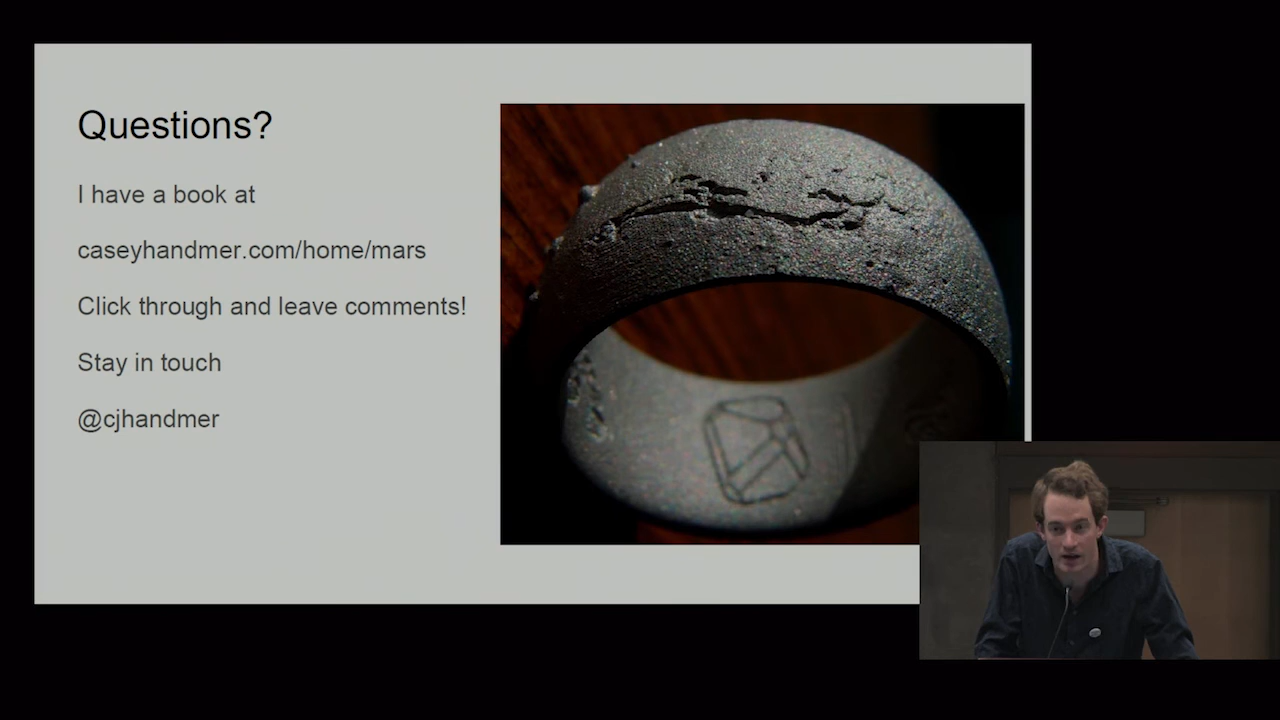 Questions?
I have a book at
caseyhandmer.com/home/mars
Click through and leave comments!
Stay in touch
@cjhandmer